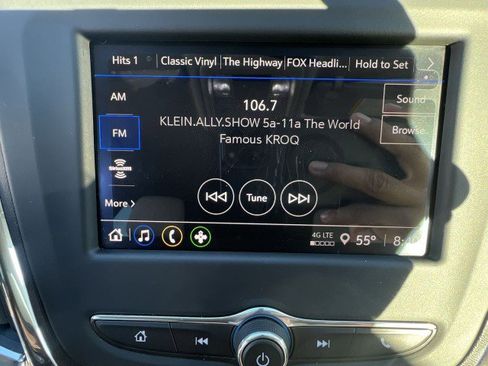 Hits 1 Classic Vinyl The Highway FOX Headli... Hold to Set
AM
106.7
Sound
KLEIN.ALLY.SHOW 5a-11a The World
FM
Famous KROQ
Browse
SiriusXM
Tune
More
4G LTE
55°